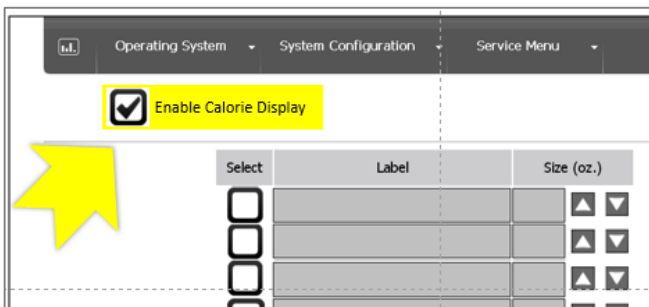 Operating System System Configuration Service Menu
Enable Calorie Display
Select Label Size (oz.)